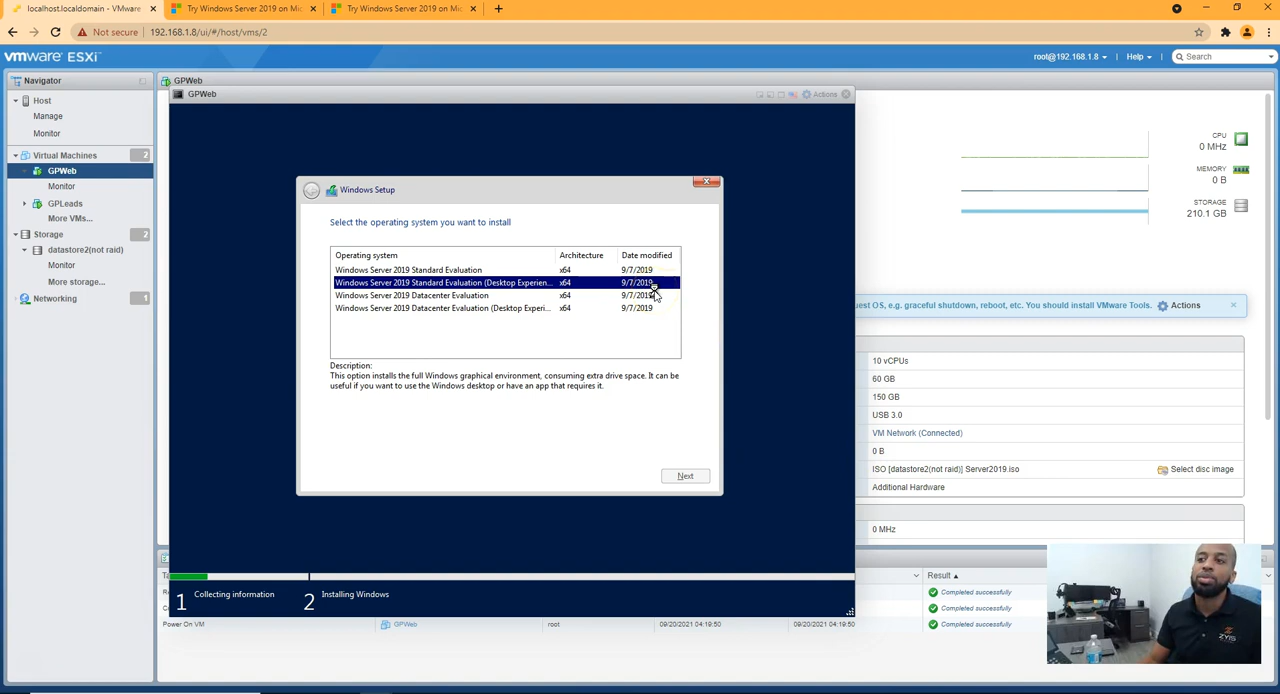 localhost.localdomain - VMware
Try Windows Server 2019 on Mic
Try Windows Server 2019 on Mic
Not secure
192.168.1.8/ui/#/host/vms/2
vmware ESXi
root@192.168.1.8
Help
Search
Navigator
GPWeb
Host
Manage
Monitor
Virtual Machines
2
GPWeb
Monitor
GPLeads
More VMs...
Storage
2
datastore2(not raid)
Monitor
More storage...
Networking
1
GPWeb
Actions
CPU
0 MHz
MEMORY
0 B
STORAGE
210.1 GB
Windows Setup
Select the operating system you want to install
Operating system Architecture Date modified
Windows Server 2019 Standard Evaluation x64 9/7/2019
Windows Server 2019 Standard Evaluation (Desktop Experien... x64 9/7/2019
Windows Server 2019 Datacenter Evaluation x64 9/7/2019
Windows Server 2019 Datacenter Evaluation (Desktop Experi... x64 9/7/2019
Description:
This option installs the full Windows graphical environment, consuming extra drive space. It can be
useful if you want to use the Windows desktop or have an app that requires it.
Next
est OS, e.g. graceful shutdown, reboot, etc. You should install VMware Tools.
Actions
10 vCPUs
60 GB
150 GB
USB 3.0
VM Network (Connected)
0 B
ISO [datastore2(not raid)] Server2019.iso
Select disc image
Additional Hardware
0 MHz
1 Collecting information
2 Installing Windows
Result
Completed successfully
Completed successfully
Power On VM GPWeb root 09/20/2021 04:19:50 09/20/2021 04:19:50 Completed successfully
ZYIS